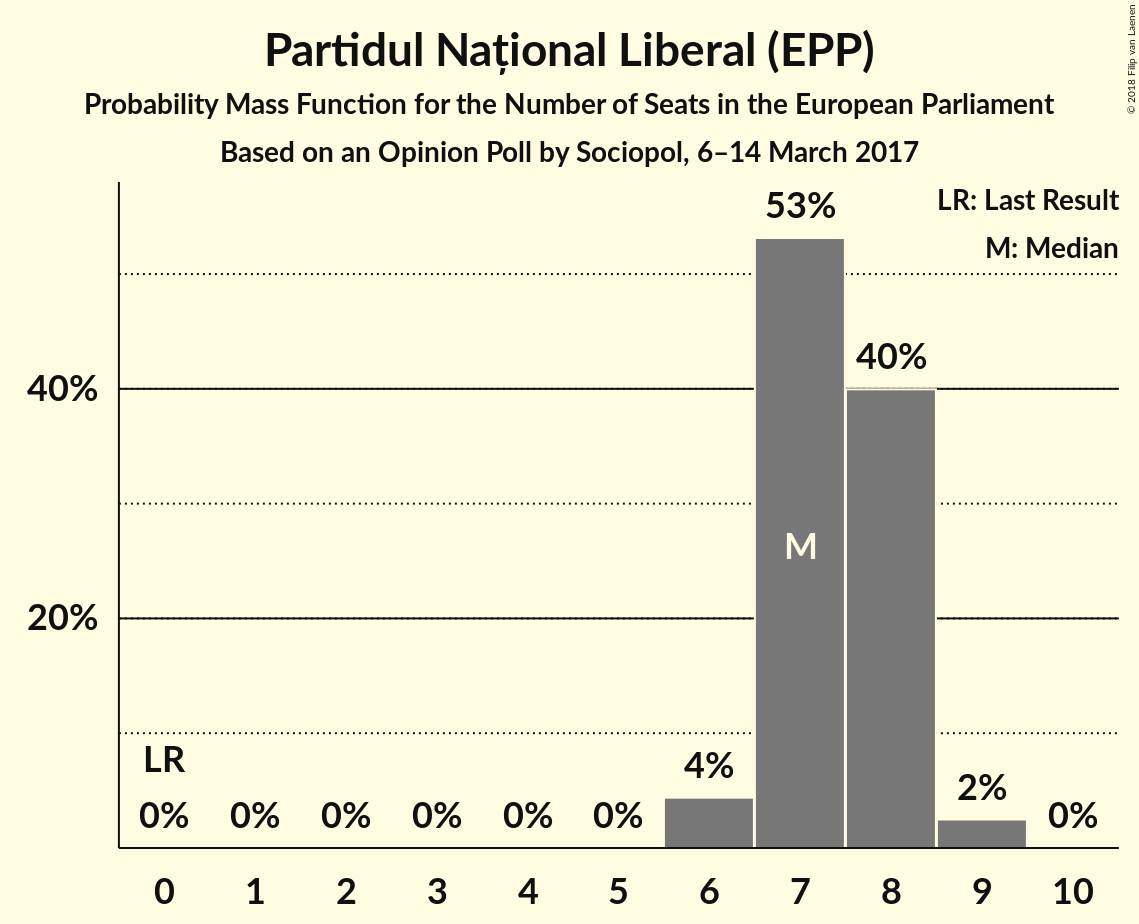 Partidul Național Liberal (EPP)
Probability Mass Function for the Number of Seats in the European Parliament
Based on an Opinion Poll by Sociopol, 6–14 March 2017
© 2018 Filip van Laenen
LR: Last Result
M: Median
53%
40%
40%
M
20%
LR
0% 0% 0% 0% 0% 0% 4% 2% 0%
0 1 2 3 4 5 6 7 8 9 10